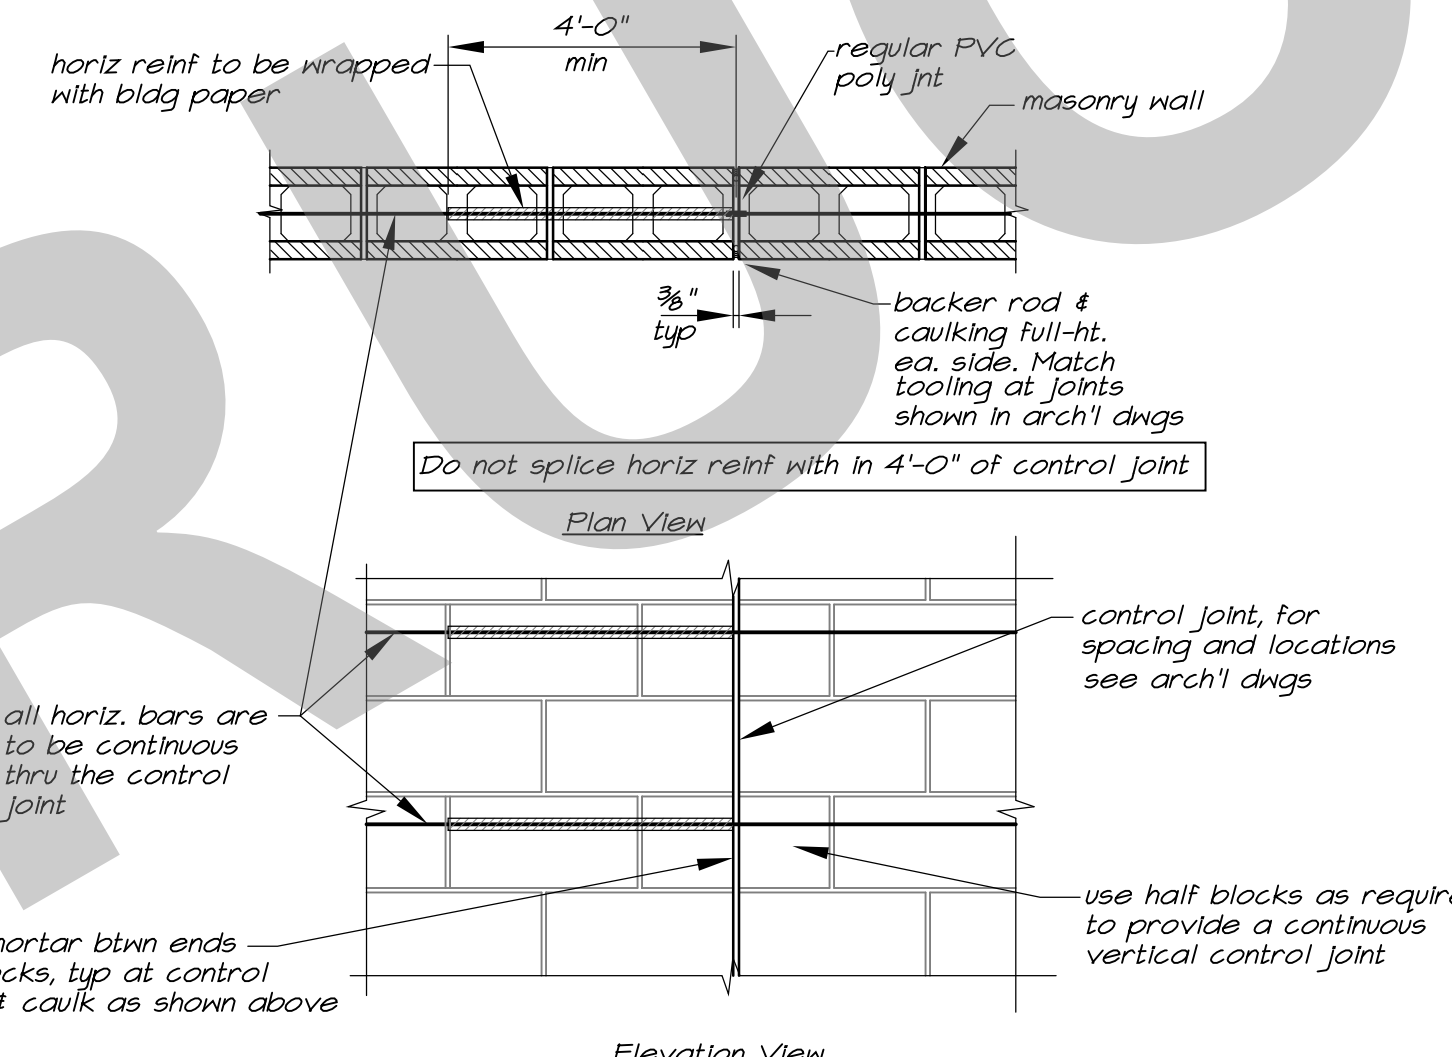 4'-0"
min
horiz reinf to be wrapped
with bldg paper
regular PVC
poly jnt
masonry wall
3/8"
typ
backer rod &
caulking full-ht.
ea. side. Match
tooling at joints
shown in arch'l dwgs
Do not splice horiz reinf with in 4'-0" of control joint
Plan View
control joint, for
spacing and locations
see arch'l dwgs
all horiz. bars are
to be continuous
thru the control
joint
use half blocks as require
to provide a continuous
vertical control joint
btwn ends
typ at control
& caulk as shown above
Elevation View